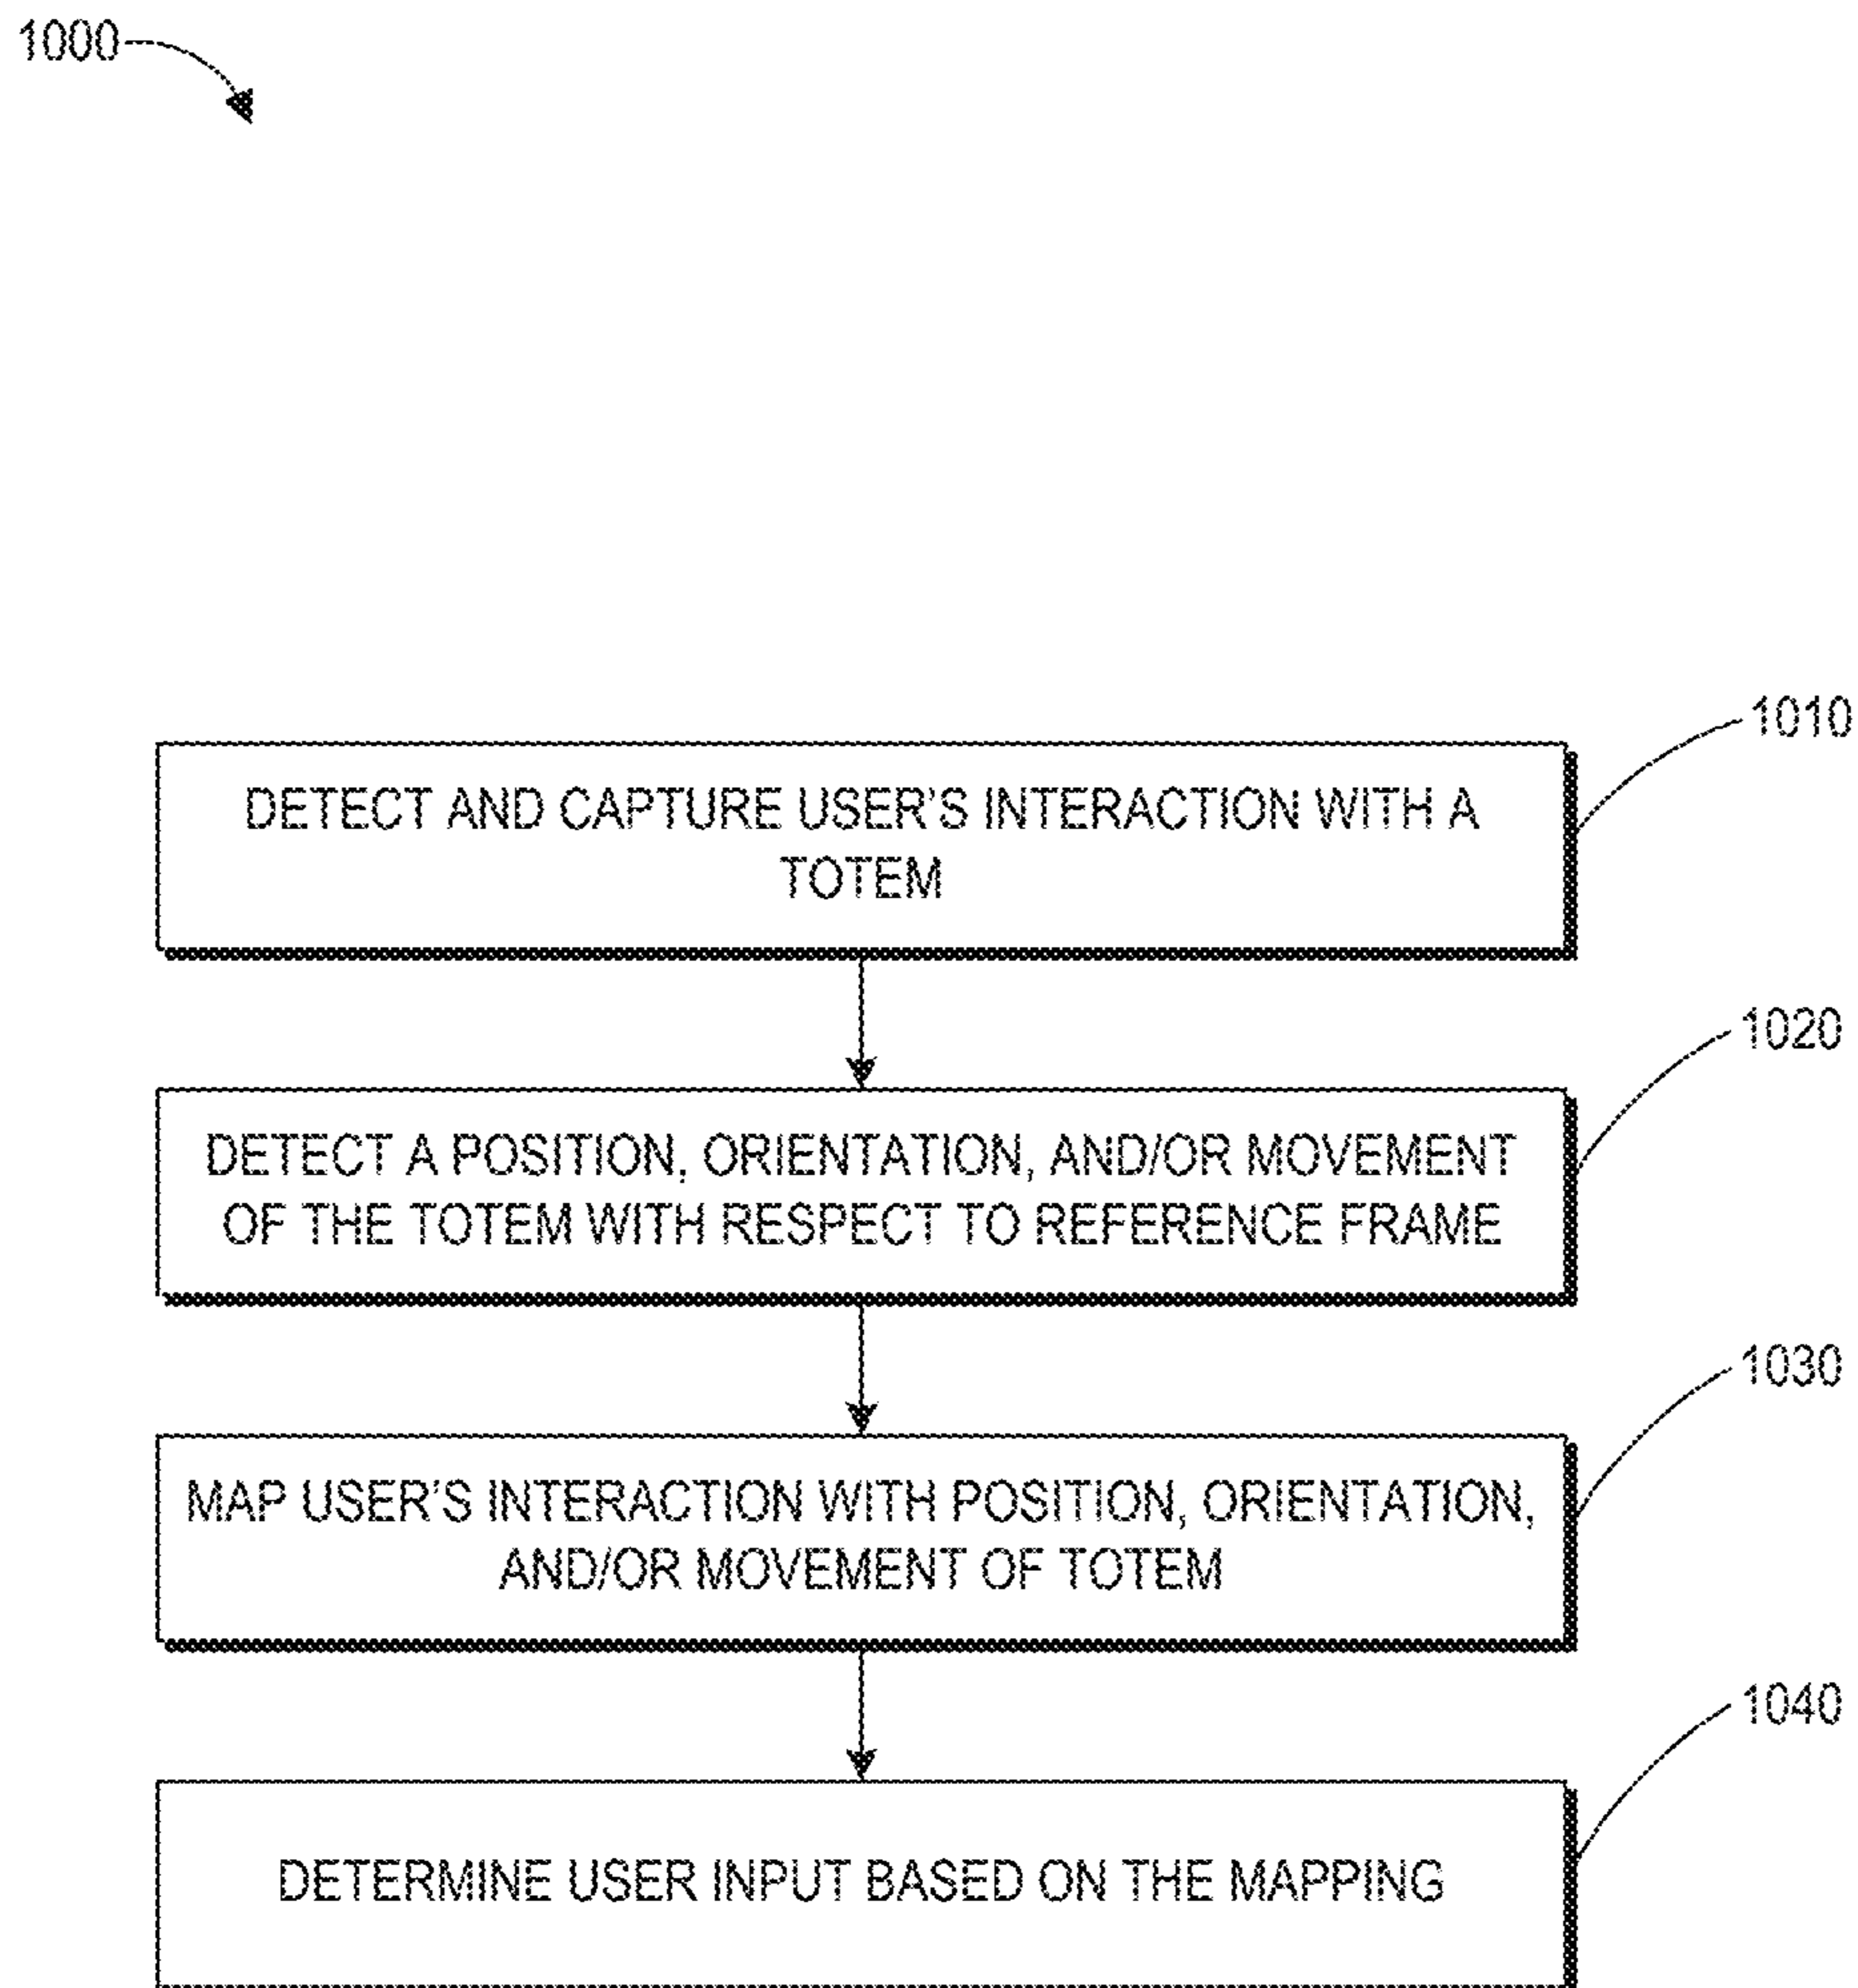 1000
1010
DETECT AND CAPTURE USER'S INTERACTION WITH A
TOTEM
1020
DETECT A POSITION, ORIENTATION, AND/OR MOVEMENT
OF THE TOTEM WITH RESPECT TO REFERENCE FRAME
1030
MAP USER'S INTERACTION WITH POSITION, ORIENTATION,
AND/OR MOVEMENT OF TOTEM
1040
DETERMINE USER INPUT BASED ON THE MAPPING